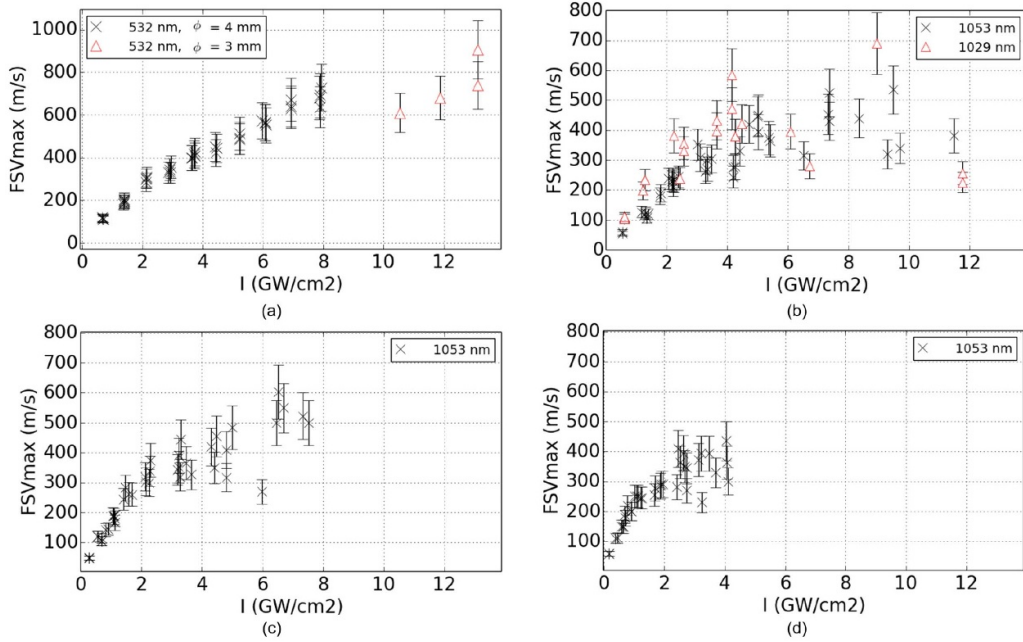 FSVmax (m/s)
1000
800
600
400
200
0
532 nm, ϕ = 4 mm
532 nm, ϕ = 3 mm
0 2 4 6 8 10 12 14
I (GW/cm2)
(a)
FSVmax (m/s)
800
700
600
500
400
300
200
100
0
1053 nm
1029 nm
0 2 4 6 8 10 12
I (GW/cm2)
(b)
FSVmax (m/s)
800
700
600
500
400
300
200
100
1053 nm
0 2 4 6 8 10 12
I (GW/cm2)
(c)
FSVmax (m/s)
800
700
600
500
400
300
200
100
1053 nm
0 2 4 6 8 10 12
I (GW/cm2)
(d)